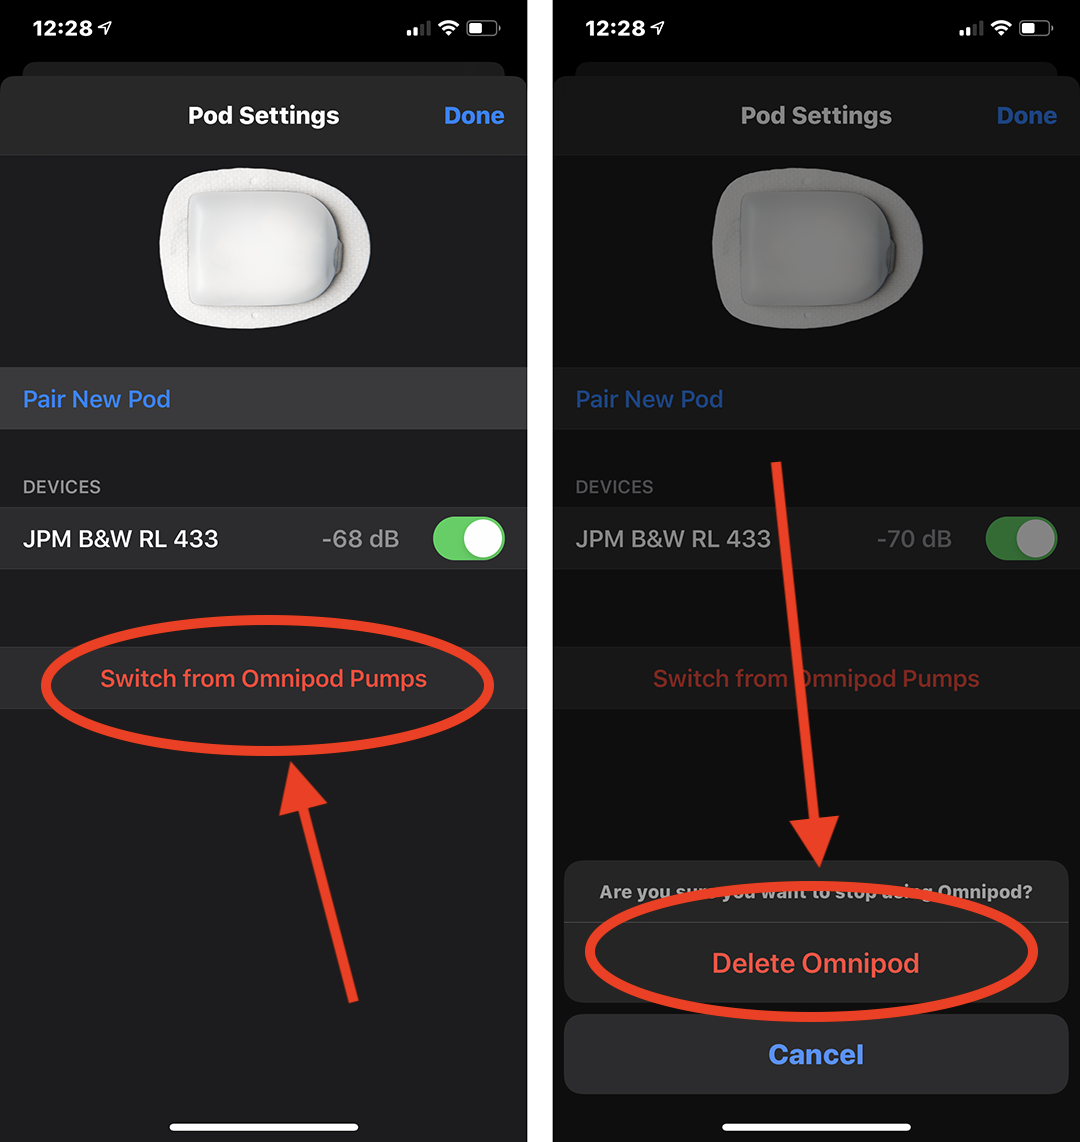 12:28
Pod Settings
Done
Pair New Pod
DEVICES
JPM B&W RL 433
-68 dB
Switch from Omnipod Pumps
12:28
Pod Settings
Done
Pair New Pod
DEVICES
JPM B&W RL 433
-70 dB
Switch from Omnipod Pumps
Are you sure you want to stop using Omnipod?
Delete Omnipod
Cancel